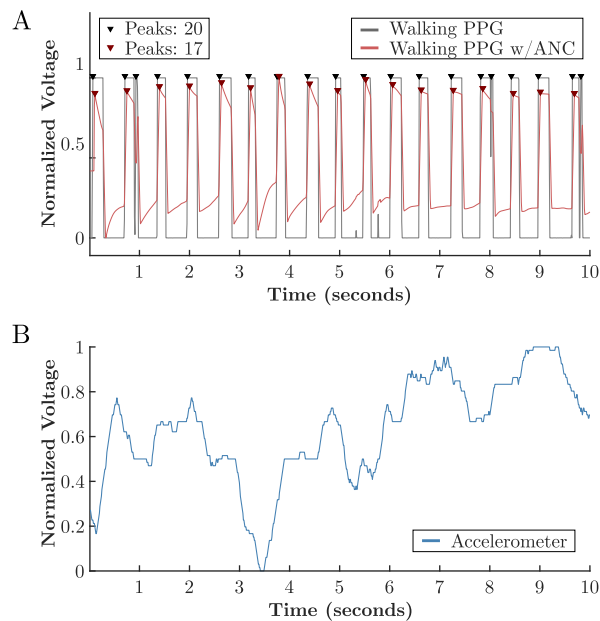 A
Peaks: 20
Peaks: 17
Walking PPG
Walking PPG w/ANC
Normalized Voltage
1
0.5
0
1 2 3 4 5 6 7 8 9 10
Time (seconds)
B
Normalized Voltage
1
0.8
0.6
0.4
0.2
0
Accelerometer
1 2 3 4 5 6 7 8 9 10
Time (seconds)